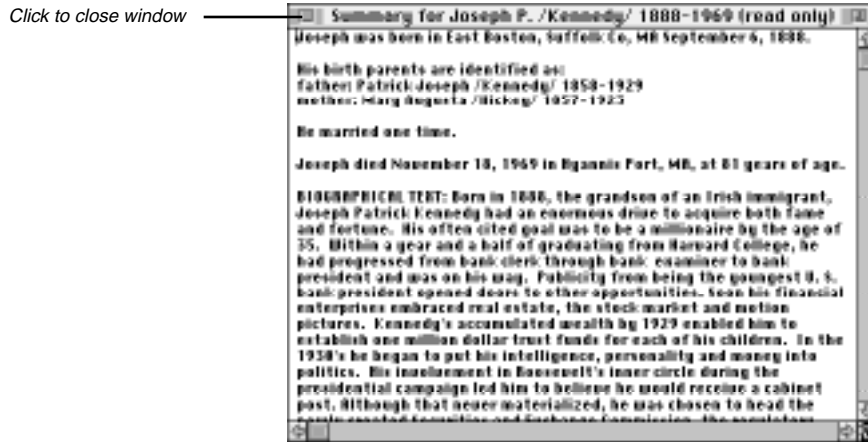 Click to close window
Summary for Joseph P. /Kennedy/ 1888-1969 (read only)
Joseph was born in East Boston, Suffolk Co, MA September 6, 1888.
His birth parents are identified as:
father: Patrick Joseph /Kennedy/ 1858-1929
mother: Mary Augusta /Hickey/ 1857-1923
He married one time.
Joseph died November 18, 1969 in Hyannis Port, MA, at 81 years of age.
BIOGRAPHICAL TEXT: Born in 1888, the grandson of an Irish immigrant,
Joseph Patrick Kennedy had an enormous drive to acquire both fame
and fortune. His often cited goal was to be a millionaire by the age of
35. Within a year and a half of graduating from Harvard College, he
had progressed from bank clerk through bank examiner to bank
president and was on his way. Publicity from being the youngest U. S.
bank president opened doors to other opportunities. Soon his financial
enterprises embraced real estate, the stock market and motion
pictures. Kennedy's accumulated wealth by 1929 enabled him to
establish one million dollar trust funds for each of his children. In the
1930's he began to put his intelligence, personality and money into
politics. His involvement in Roosevelt's inner circle during the
presidential campaign led him to believe he would receive a cabinet
post. Although that never materialized, he was chosen to head the
newly created Securities and Exchange Commission, the regulatory